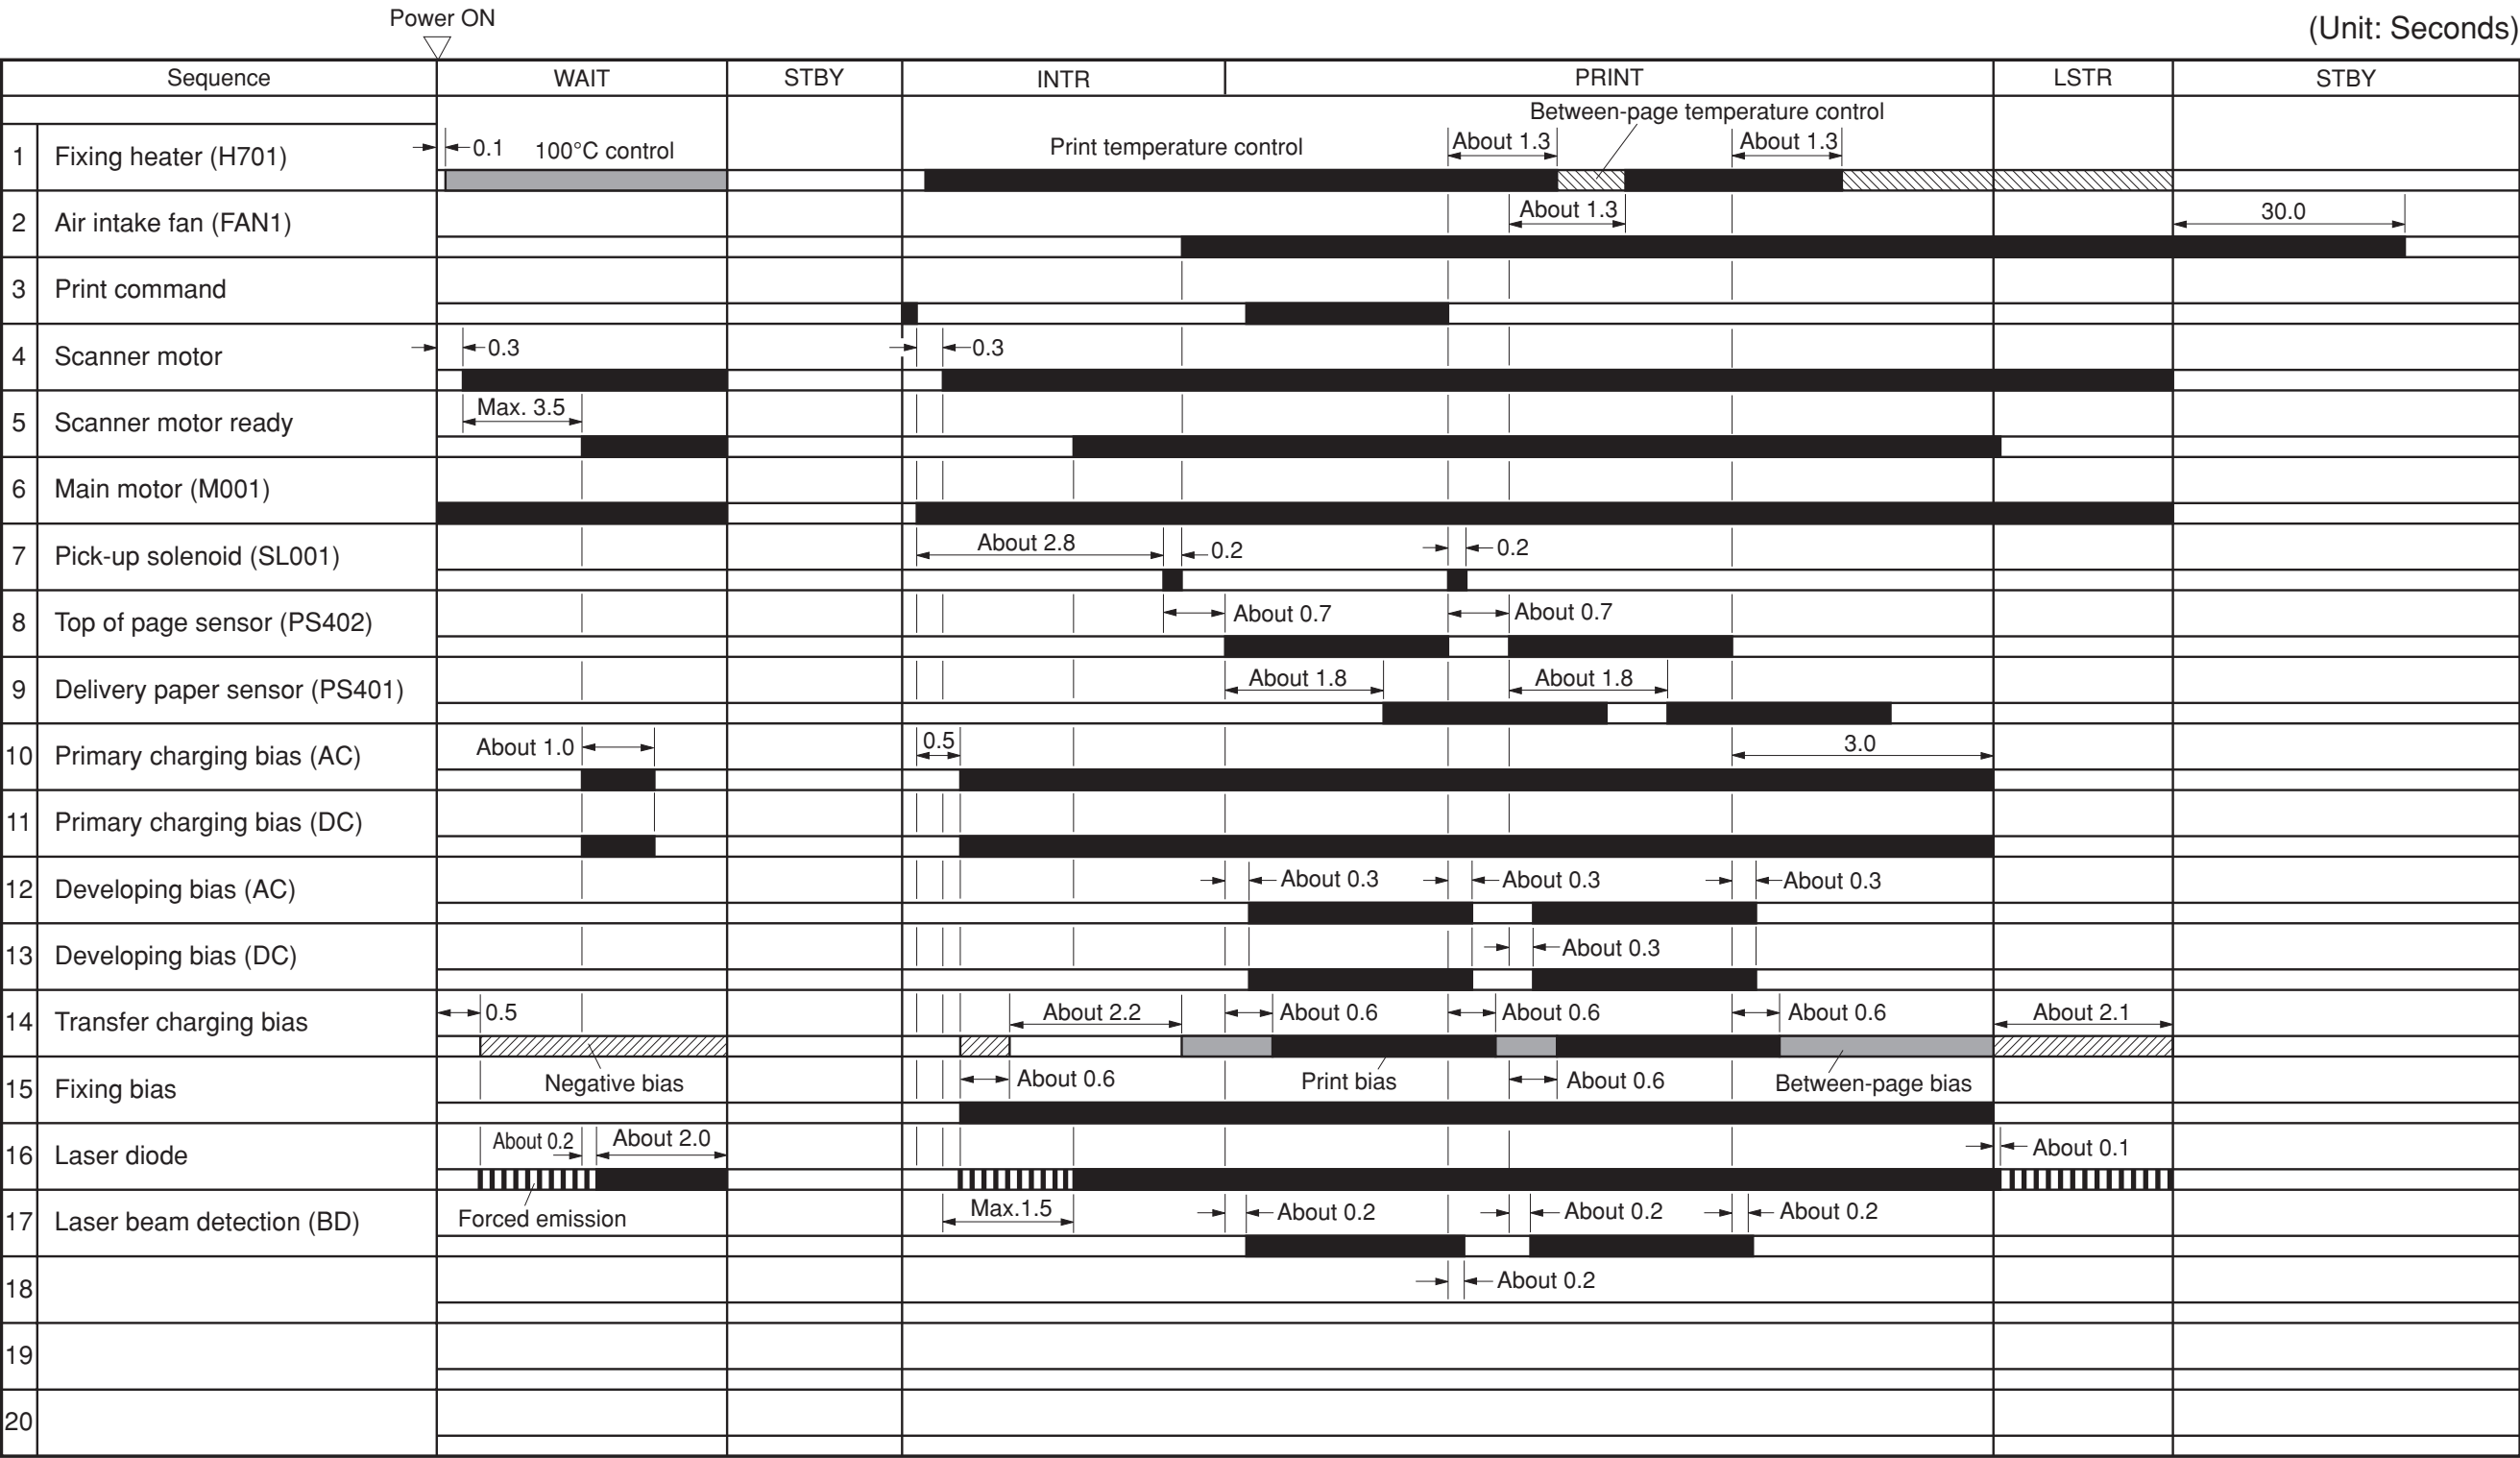 Power ON
(Unit: Seconds)
Sequence WAIT STBY INTR PRINT LSTR STBY
Between-page temperature control
1 Fixing heater (H701) 0.1 100°C control Print temperature control About 1.3 About 1.3
2 Air intake fan (FAN1) About 1.3 30.0
3 Print command
4 Scanner motor 0.3 0.3
5 Scanner motor ready Max. 3.5
6 Main motor (M001)
7 Pick-up solenoid (SL001) About 2.8 0.2 0.2
8 Top of page sensor (PS402) About 0.7 About 0.7
9 Delivery paper sensor (PS401) About 1.8 About 1.8
10 Primary charging bias (AC) About 1.0 0.5 3.0
11 Primary charging bias (DC)
12 Developing bias (AC) About 0.3 About 0.3 About 0.3
13 Developing bias (DC) About 0.3
14 Transfer charging bias 0.5 About 2.2 About 0.6 About 0.6 About 0.6 About 2.1
15 Fixing bias Negative bias About 0.6 Print bias About 0.6 Between-page bias
16 Laser diode About 0.2 About 2.0 About 0.1
17 Laser beam detection (BD) Forced emission Max.1.5 About 0.2 About 0.2 About 0.2
18 About 0.2
19
20